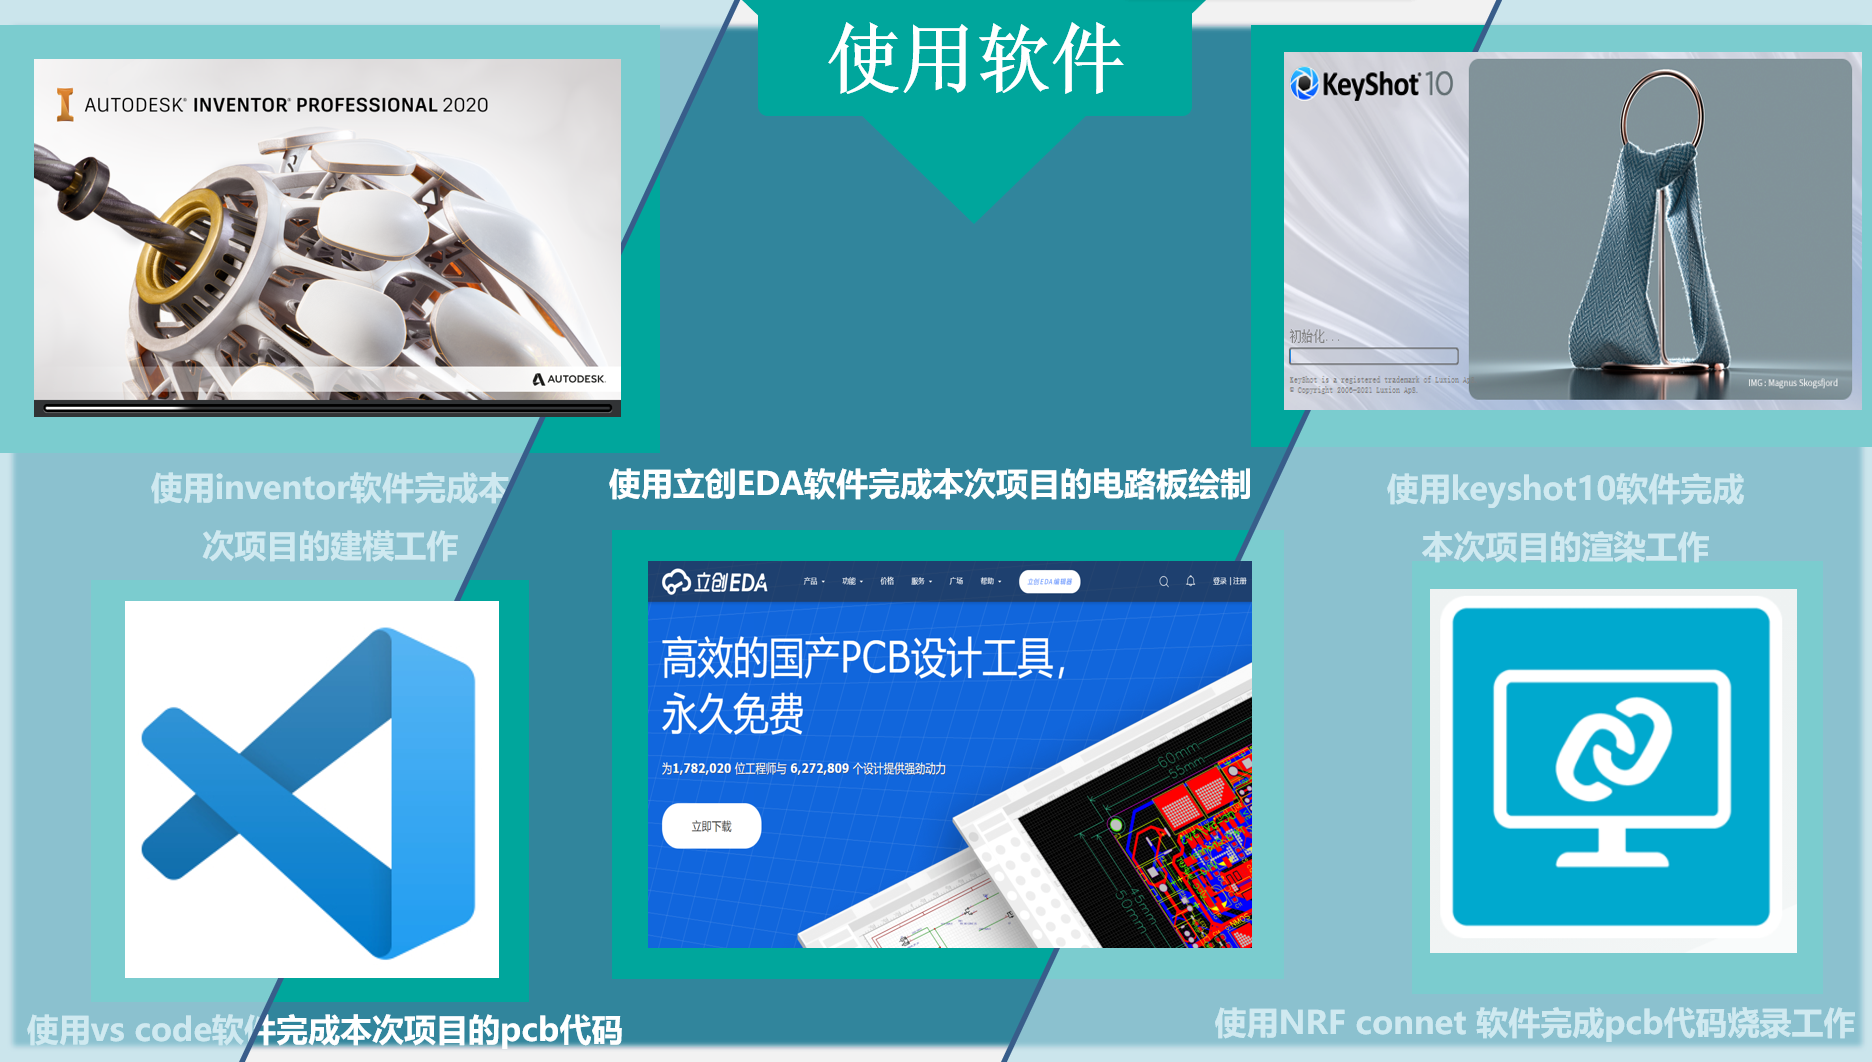 使用软件
AUTODESK® INVENTOR® PROFESSIONAL 2020
AUTODESK.
KeyShot® 10
初始化...
KeyShot is a registered trademark of Luxion Ap
© Copyright 2006-2021 Luxion ApS.
IMG : Magnus Skogsfjord
使用inventor软件完成本
次项目的建模工作
使用立创EDA软件完成本次项目的电路板绘制
使用keyshot10软件完成
本次项目的渲染工作
立创EDA 产品 功能 价格 服务 广场 帮助 立创EDA编辑器 登录 | 注册
高效的国产PCB设计工具,
永久免费
为1,782,020 位工程师与 6,272,809 个设计提供强劲动力
立即下载
60mm
55mm
45mm
50mm
使用vs code软件完成本次项目的pcb代码
使用NRF connet 软件完成pcb代码烧录工作